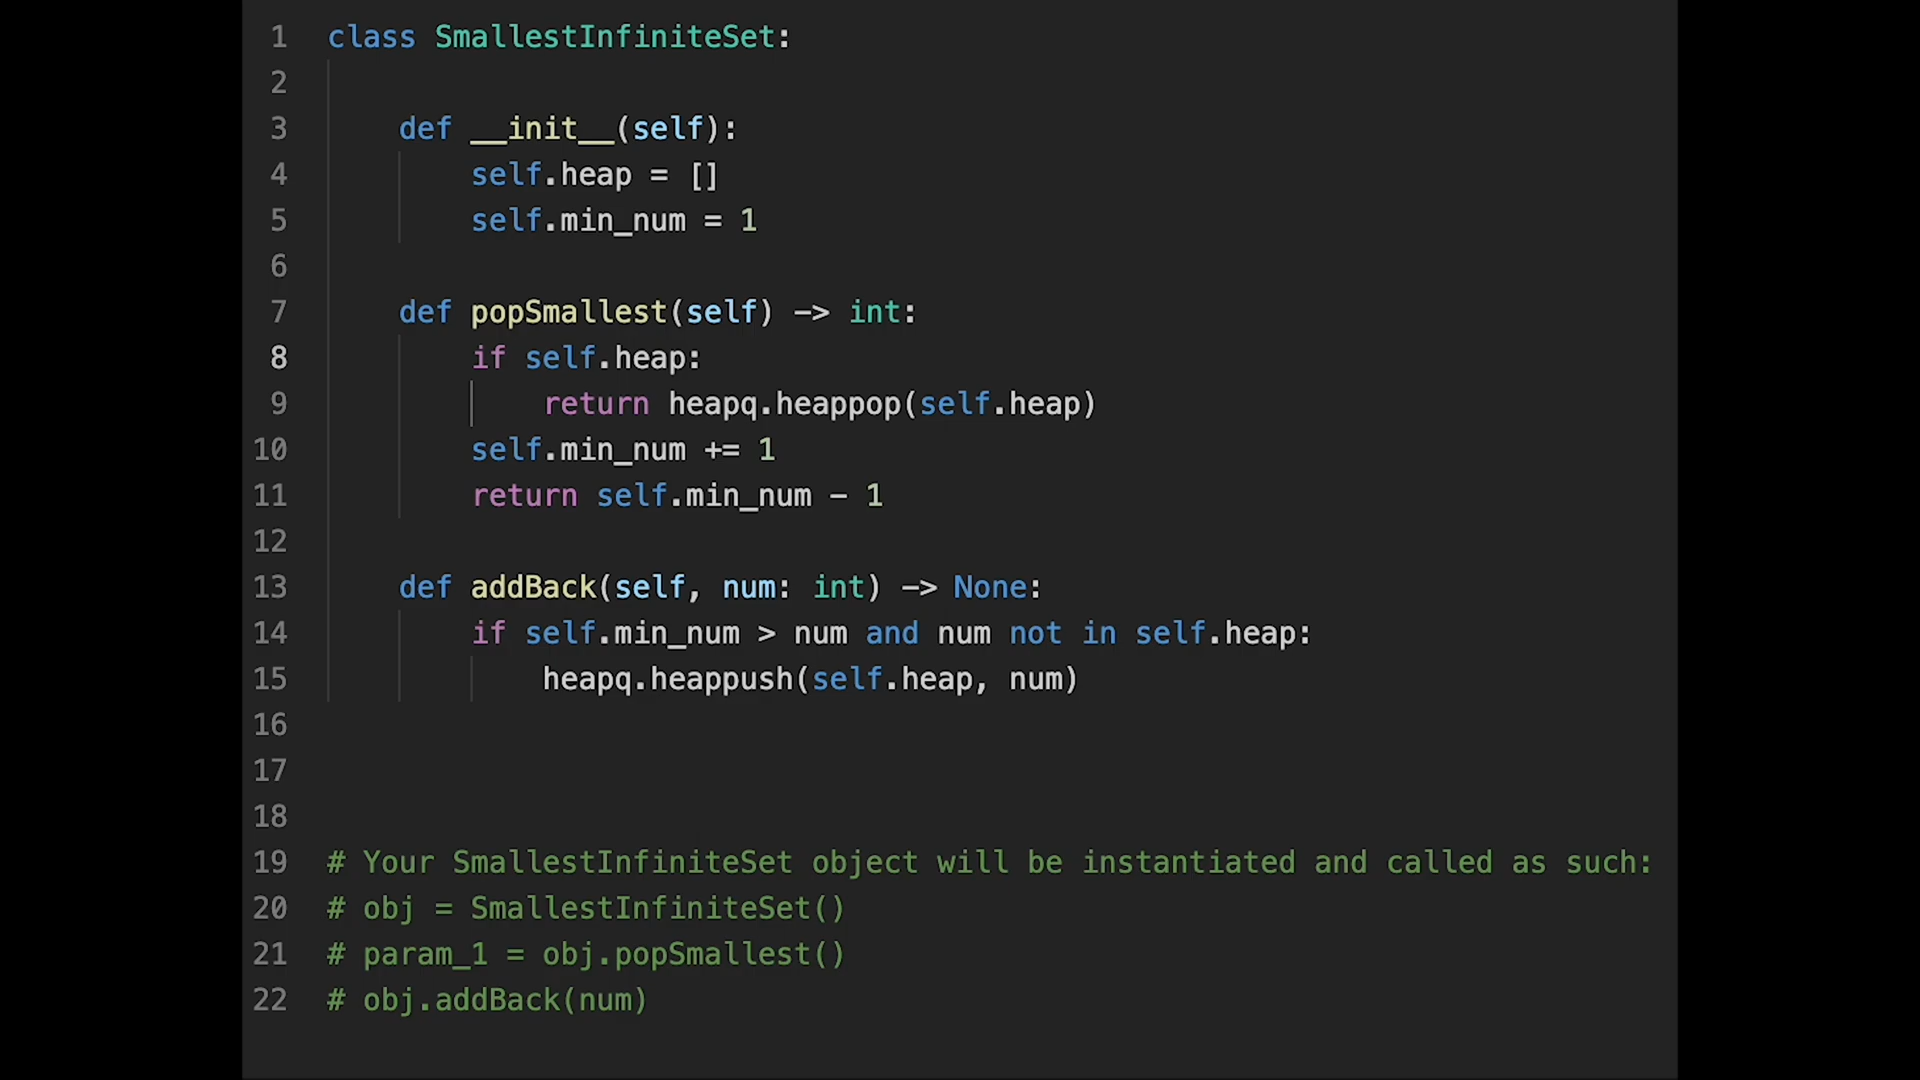 1 class SmallestInfiniteSet:
2
3     def __init__(self):
4         self.heap = []
5         self.min_num = 1
6
7     def popSmallest(self) -> int:
8         if self.heap:
9             return heapq.heappop(self.heap)
10         self.min_num += 1
11         return self.min_num - 1
12
13     def addBack(self, num: int) -> None:
14         if self.min_num > num and num not in self.heap:
15             heapq.heappush(self.heap, num)
16
17
18
19 # Your SmallestInfiniteSet object will be instantiated and called as such:
20 # obj = SmallestInfiniteSet()
21 # param_1 = obj.popSmallest()
22 # obj.addBack(num)